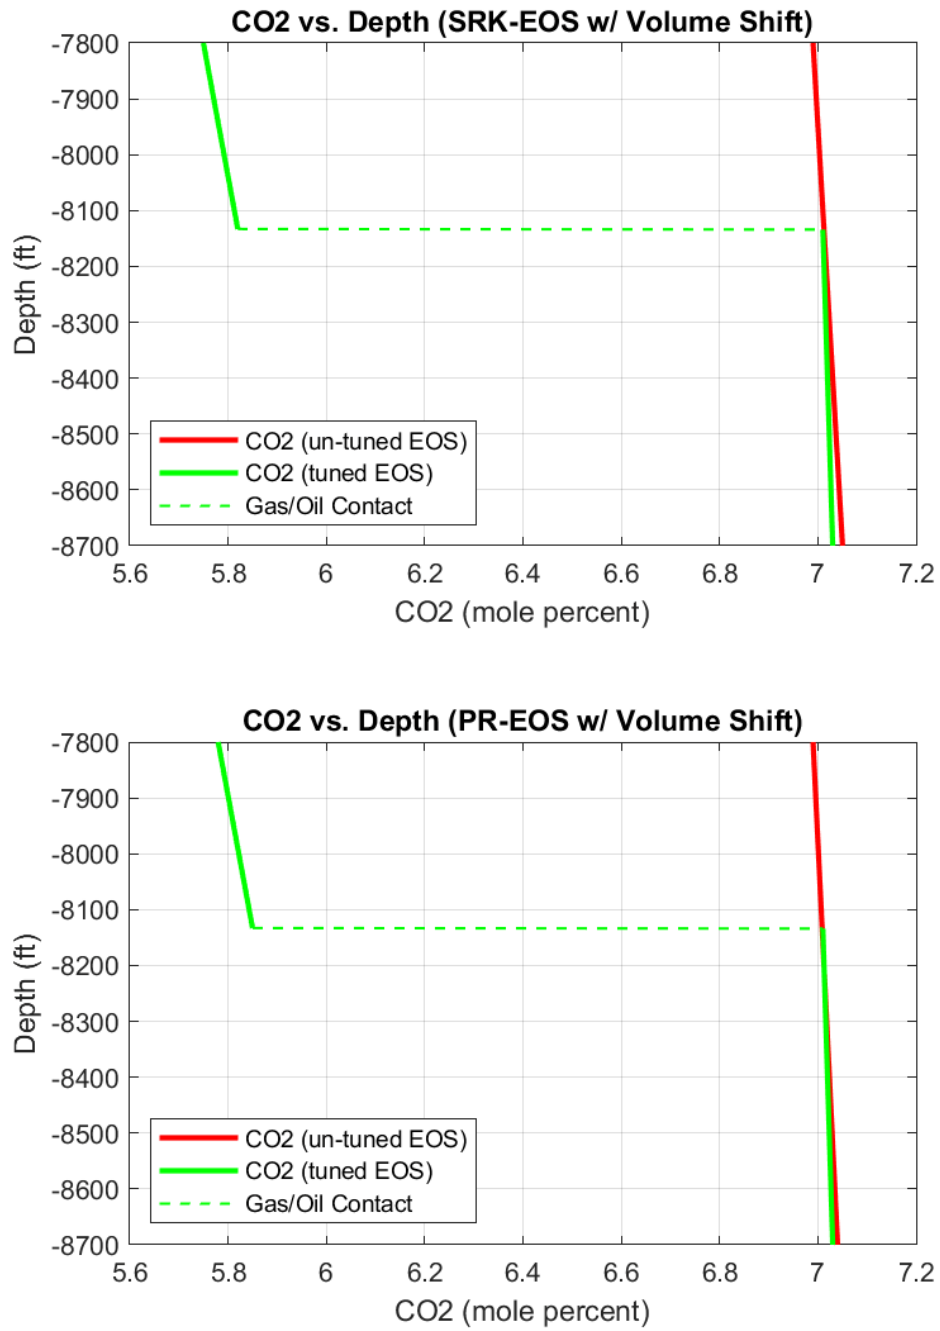 CO2 vs. Depth (SRK-EOS w/ Volume Shift)
-7800
-7900
-8000
-8100
-8200
-8300
-8400
-8500
-8600
-8700
Depth (ft)
CO2 (un-tuned EOS)
CO2 (tuned EOS)
Gas/Oil Contact
5.6 5.8 6 6.2 6.4 6.6 6.8 7 7.2
CO2 (mole percent)
CO2 vs. Depth (PR-EOS w/ Volume Shift)
-7800
-7900
-8000
-8100
-8200
-8300
-8400
-8500
-8600
-8700
Depth (ft)
CO2 (un-tuned EOS)
CO2 (tuned EOS)
Gas/Oil Contact
5.6 5.8 6 6.2 6.4 6.6 6.8 7 7.2
CO2 (mole percent)